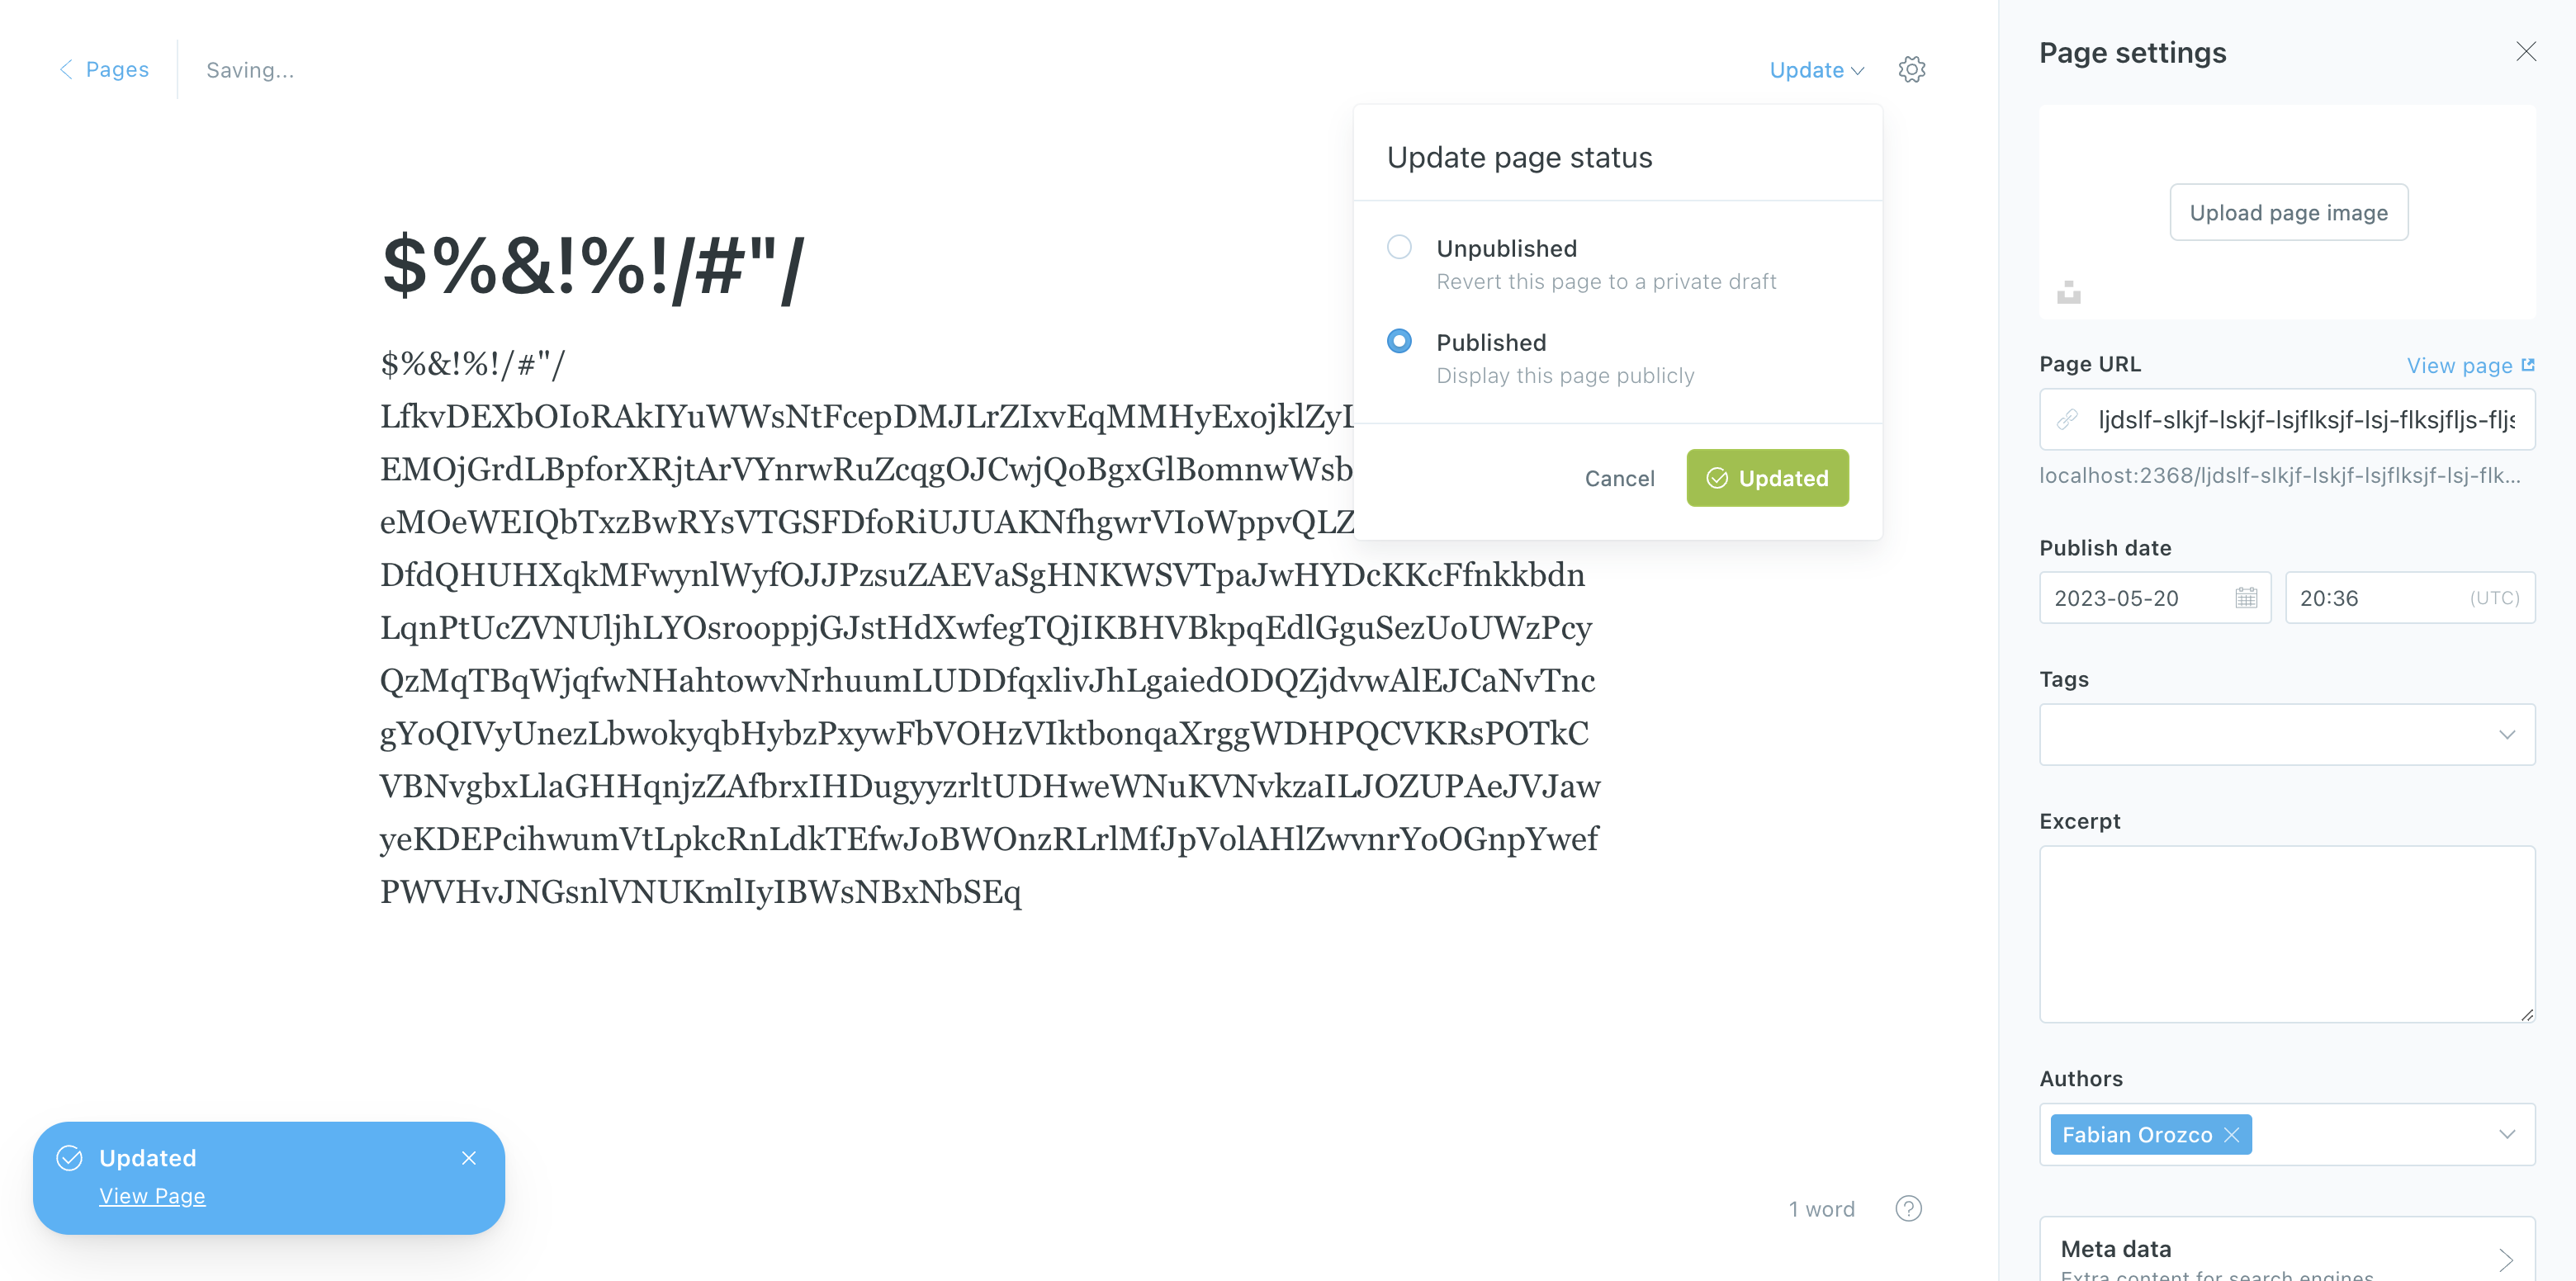 Pages
Saving...
Update
$%&!%!/#"/
$%&!%!/#"/
EMOjGrdLBpforXRjtArVYnrwRuZcqgOJCwjQoBgxGlBomnwWsb
eMOeWEIQbTxzBwRYsVTGSFDfoRiUJUAKNfhgwrVIoWppvQLZ
DfdQHUHXqkMFwynlWyfOJJPzsuZAEVaSgHNKWSVTpaJwHYDcKKcFfnkkbdn
LqnPtUcZVNUljhLYOsrooppjGJstHdXwfegTQjIKBHVBkpqEdlGguSezUoUWzPcy
QzMqTBqWjqfwNHahtowvNrhuumLUDDfqxlivJhLgaiedODQZjdvwAlEJCaNvTnc
gYoQIVyUnezLbwokyqbHybzPxywFbVOHzVIktbonqaXrggWDHPQCVKRsPOTkC
VBNvgbxLlaGHHqnjzZAfbrxIHDugyyzrltUDHweWNuKVNvkzaILJOZUPAeJVJaw
yeKDEPcihwumVtLpkcRnLdkTEfwJoBWOnzRLrlMfJpVolAHlZwvnrYoOGnpYwef
PWVHvJNGsnlVNUKmlIyIBWsNBxNbSEq
Update page status
Unpublished
Revert this page to a private draft
Published
Display this page publicly
Cancel
Updated
Updated
View Page
1 word
Page settings
Upload page image
Page URL
View page
ljdslf-slkjf-lskjf-lsjflksjf-lsj-flksjfljs-fljs
localhost:2368/ljdslf-slkjf-lskjf-lsjflksjf-lsj-flk...
Publish date
2023-05-20
20:36
(UTC)
Tags
Excerpt
Authors
Fabian Orozco
Meta data
Extra content for search engines